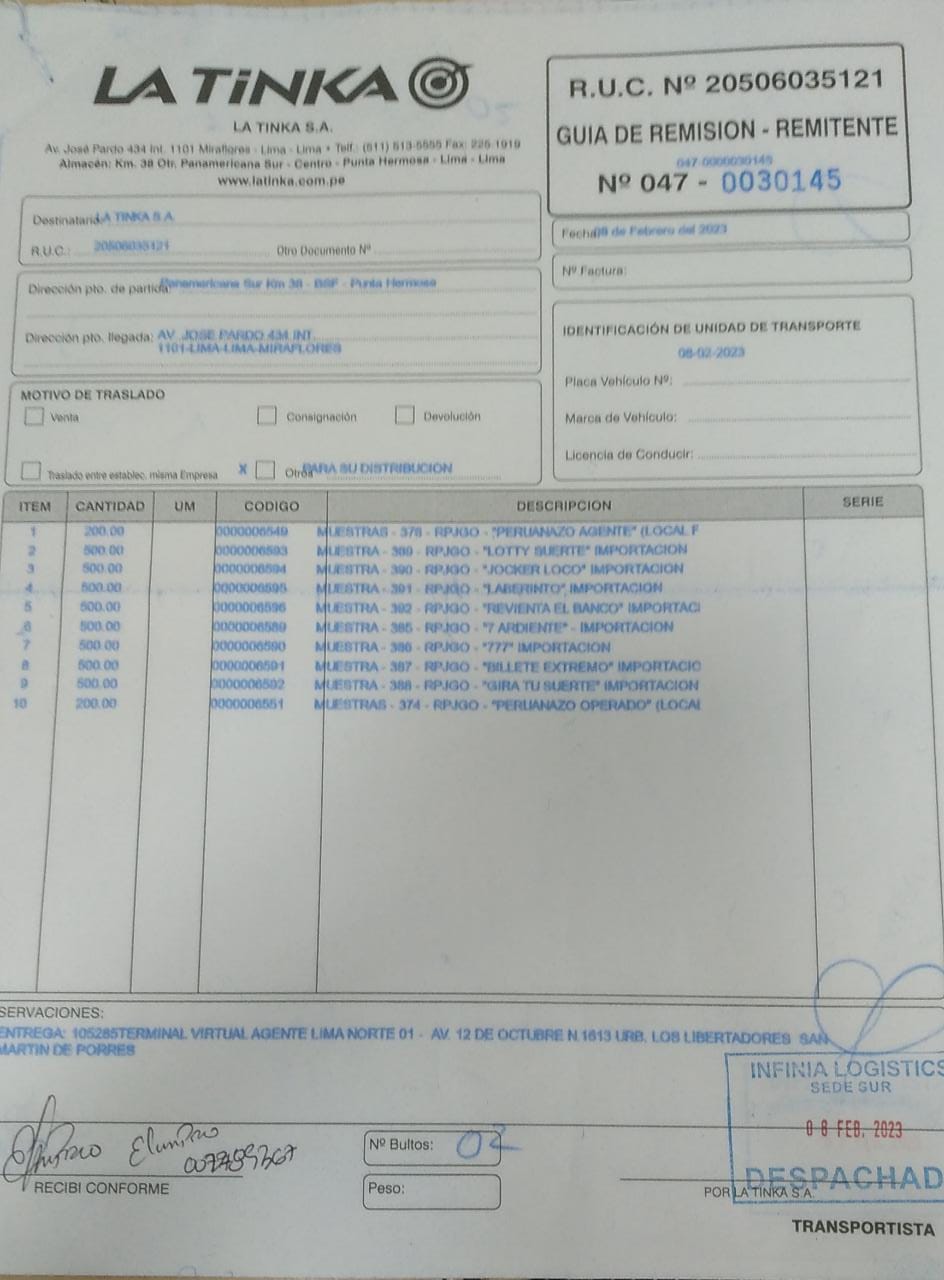 LA TiNKA
LA TINKA S.A.
Av. José Pardo 434 Int. 1101 Miraflores - Lima - Lima • Telf.: (511) 513-5555 Fax: 225-1919
Almacén: Km. 38 Otr. Panamericana Sur - Centro - Punta Hermosa - Lima - Lima
www.latinka.com.pe
R.U.C. Nº 20506035121
GUIA DE REMISION - REMITENTE
047-0000030145
Nº 047 - 0030145
Destinatario LA TINKA S.A.
R.U.C.: 20506035121 Otro Documento Nº
Fecha 08 de Febrero del 2023
Nº Factura:
Dirección pto. de partida: Panamericana Sur Km 38 - BSF - Punta Hermosa
Dirección pto. llegada: AV. JOSE PARDO 434 INT.
1101-LIMA-LIMA-MIRAFLORES
IDENTIFICACIÓN DE UNIDAD DE TRANSPORTE
08-02-2023
Placa Vehículo Nº:
Marca de Vehículo:
Licencia de Conducir:
MOTIVO DE TRASLADO
Venta Consignación Devolución
Traslado entre establec. misma Empresa X Otros PARA SU DISTRIBUCIÓN
ITEM CANTIDAD UM CODIGO DESCRIPCION SERIE
1 200.00 0000006549 MUESTRAS - 376 - RPJGO - "PERUANAZO AGENTE" (LOCAL F
2 500.00 0000006593 MUESTRA - 389 - RPJGO - "LOTTY SUERTE" IMPORTACION
3 500.00 0000006594 MUESTRA - 390 - RPJGO - "JOCKER LOCO" IMPORTACION
4 500.00 0000006595 MUESTRA - 391 - RPJGO - "LABERINTO" IMPORTACION
5 500.00 0000006596 MUESTRA - 392 - RPJGO - "REVIENTA EL BANCO" IMPORTACI
6 500.00 0000006589 MUESTRA - 385 - RPJGO - "7 ARDIENTE" - IMPORTACION
7 500.00 0000006590 MUESTRA - 386 - RPJGO - "777" IMPORTACION
8 500.00 0000006591 MUESTRA - 387 - RPJGO - "BILLETE EXTREMO" IMPORTACIO
9 500.00 0000006592 MUESTRA - 388 - RPJGO - "GIRA TU SUERTE" IMPORTACION
10 200.00 0000006551 MUESTRAS - 374 - RPJGO - "PERUANAZO OPERADO" (LOCAL
SERVACIONES:
ENTREGA: 105285TERMINAL VIRTUAL AGENTE LIMA NORTE 01 - AV. 12 DE OCTUBRE N.1613 URB. LOS LIBERTADORES SAN
MARTIN DE PORRES
INFINIA LOGISTICS
SEDE SUR
08 FEB. 2023
DESPACHAD
Nº Bultos: 02
Peso:
RECIBI CONFORME
POR LA TINKA S.A.
TRANSPORTISTA